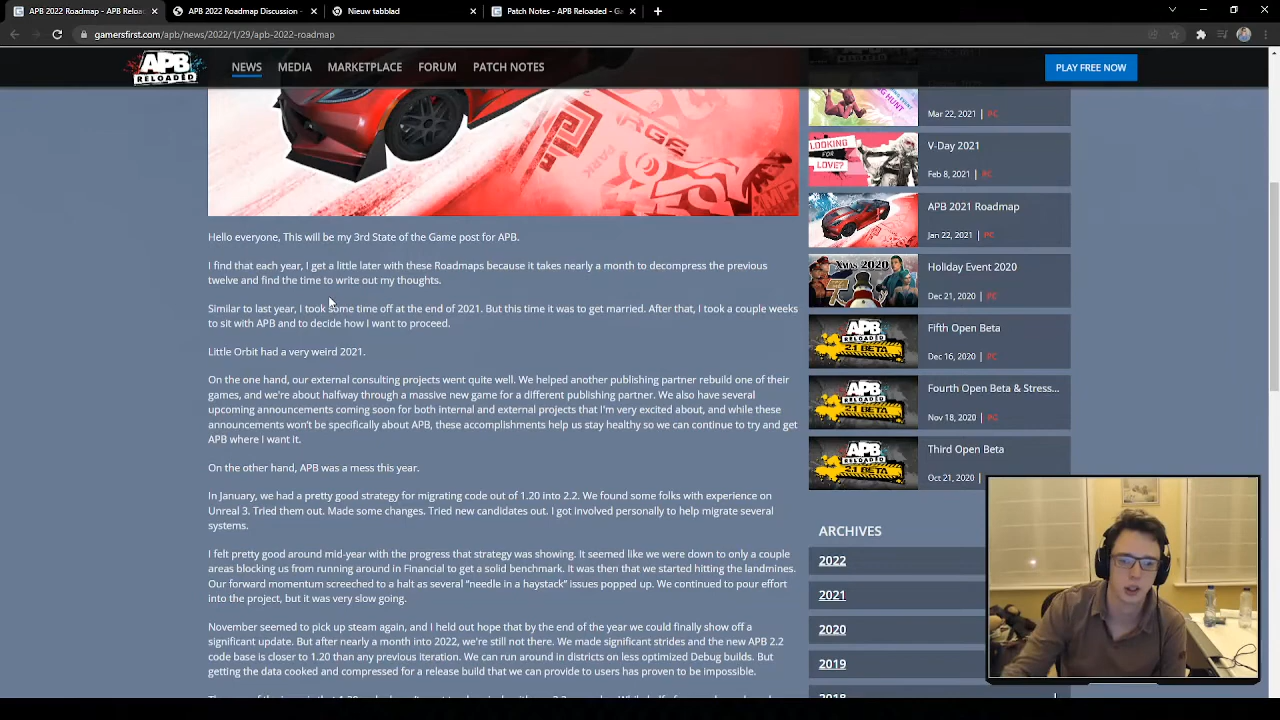 APB 2022 Roadmap - APB Reloa
APB 2022 Roadmap Discussion -
Nieuw tabblad
Patch Notes - APB Reloaded - Ga
gamersfirst.com/apb/news/2022/1/29/apb-2022-roadmap
APB RELOADED
NEWS
MEDIA
MARKETPLACE
FORUM
PATCH NOTES
PLAY FREE NOW
Hello everyone, This will be my 3rd State of the Game post for APB.
I find that each year, I get a little later with these Roadmaps because it takes nearly a month to decompress the previous
twelve and find the time to write out my thoughts.
Similar to last year, I took some time off at the end of 2021. But this time it was to get married. After that, I took a couple weeks
to sit with APB and to decide how I want to proceed.
Little Orbit had a very weird 2021.
On the one hand, our external consulting projects went quite well. We helped another publishing partner rebuild one of their
games, and we're about halfway through a massive new game for a different publishing partner. We also have several
upcoming announcements coming soon for both internal and external projects that I'm very excited about, and while these
announcements won't be specifically about APB, these accomplishments help us stay healthy so we can continue to try and get
APB where I want it.
On the other hand, APB was a mess this year.
In January, we had a pretty good strategy for migrating code out of 1.20 into 2.2. We found some folks with experience on
Unreal 3. Tried them out. Made some changes. Tried new candidates out. I got involved personally to help migrate several
systems.
I felt pretty good around mid-year with the progress that strategy was showing. It seemed like we were down to only a couple
areas blocking us from running around in Financial to get a solid benchmark. It was then that we started hitting the landmines.
Our forward momentum screeched to a halt as several "needle in a haystack" issues popped up. We continued to pour effort
into the project, but it was very slow going.
November seemed to pick up steam again, and I held out hope that by the end of the year we could finally show off a
significant update. But after nearly a month into 2022, we're still not there. We made significant strides and the new APB 2.2
code base is closer to 1.20 than any previous iteration. We can run around in districts on less optimized Debug builds. But
getting the data cooked and compressed for a release build that we can provide to users has proven to be impossible.
HUNT
Mar 22, 2021 | PC
LOOKING
FOR
LOVE?
V-Day 2021
Feb 8, 2021 | PC
APB 2021 Roadmap
Jan 22, 2021 | PC
XMAS 2020
Holiday Event 2020
Dec 21, 2020 | PC
APB RELOADED
2.1 BETA
Fifth Open Beta
Dec 16, 2020 | PC
APB RELOADED
2.1 BETA
Fourth Open Beta & Stress...
Nov 18, 2020 | PC
APB RELOADED
2.1 BETA
Third Open Beta
Oct 21, 2020 |
ARCHIVES
2022
2021
2020
2019